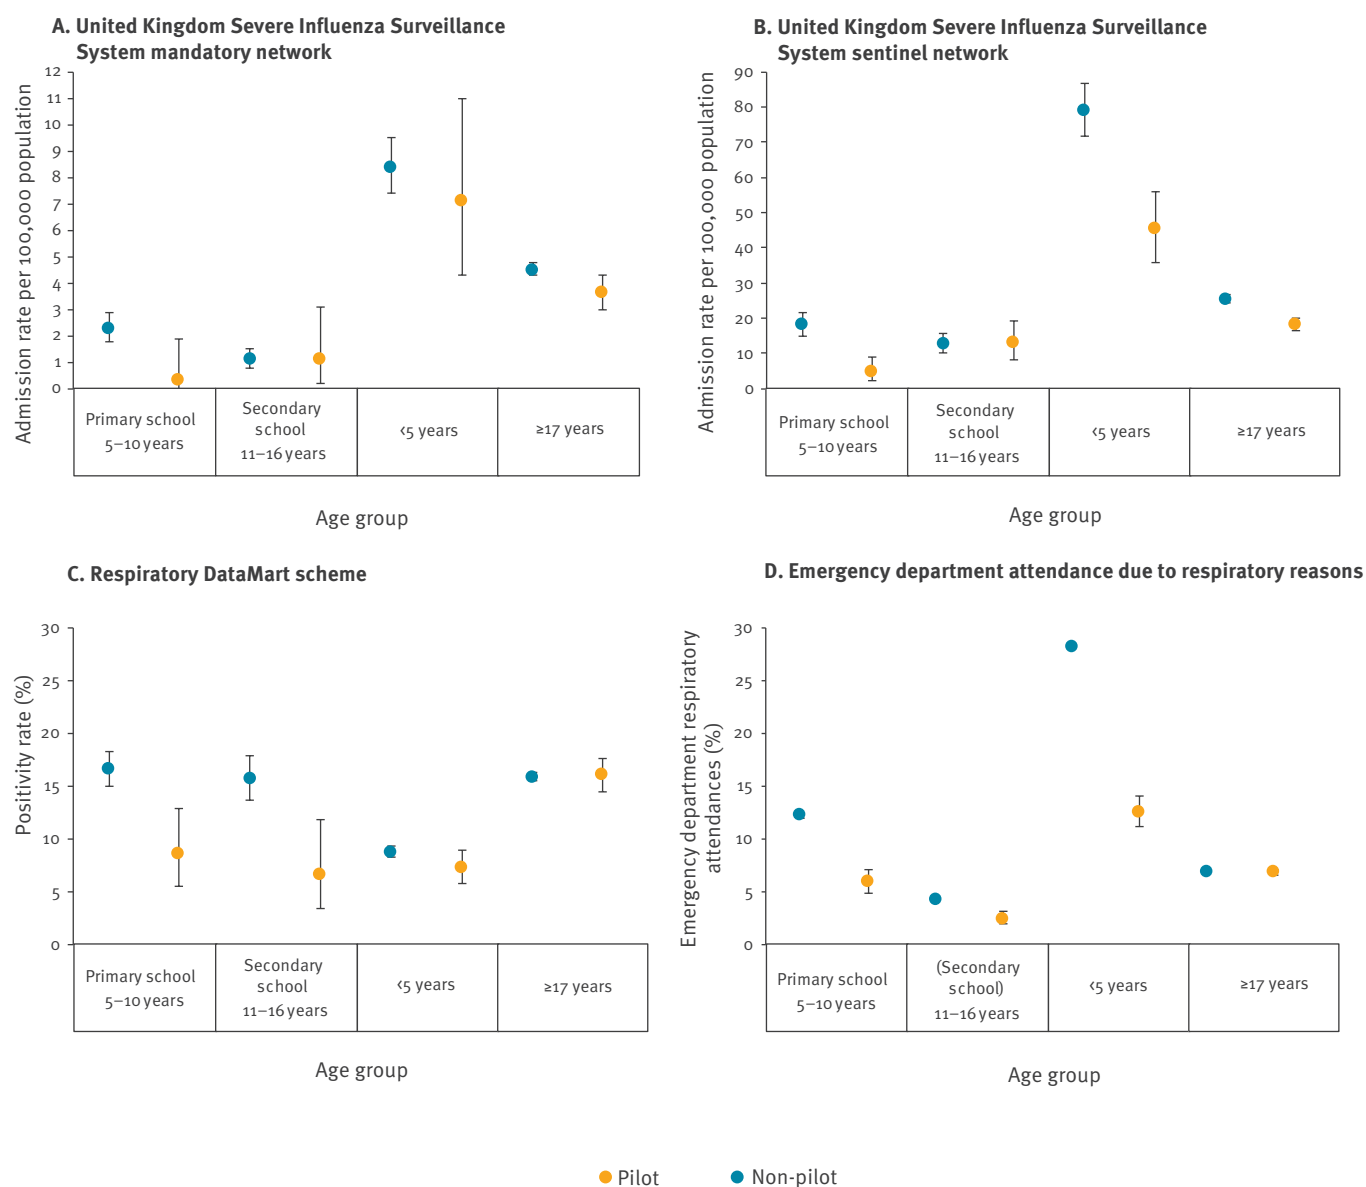 A. United Kingdom Severe Influenza Surveillance
System mandatory network
Admission rate per 100,000 population
12
11
10
9
8
7
6
5
4
3
2
1
0
Primary school
5–10 years
Secondary
school
11–16 years
<5 years
≥17 years
Age group
B. United Kingdom Severe Influenza Surveillance
System sentinel network
Admission rate per 100,000 population
90
80
70
60
50
40
30
20
10
0
Primary school
5–10 years
Secondary
school
11–16 years
<5 years
≥17 years
Age group
C. Respiratory DataMart scheme
Positivity rate (%)
30
25
20
15
10
5
0
Primary school
5–10 years
Secondary
school
11–16 years
<5 years
≥17 years
Age group
D. Emergency department attendance due to respiratory reasons
Emergency department respiratory
attendances (%)
30
25
20
15
10
5
0
Primary school
5–10 years
(Secondary
school)
11–16 years
<5 years
≥17 years
Age group
Pilot
Non-pilot